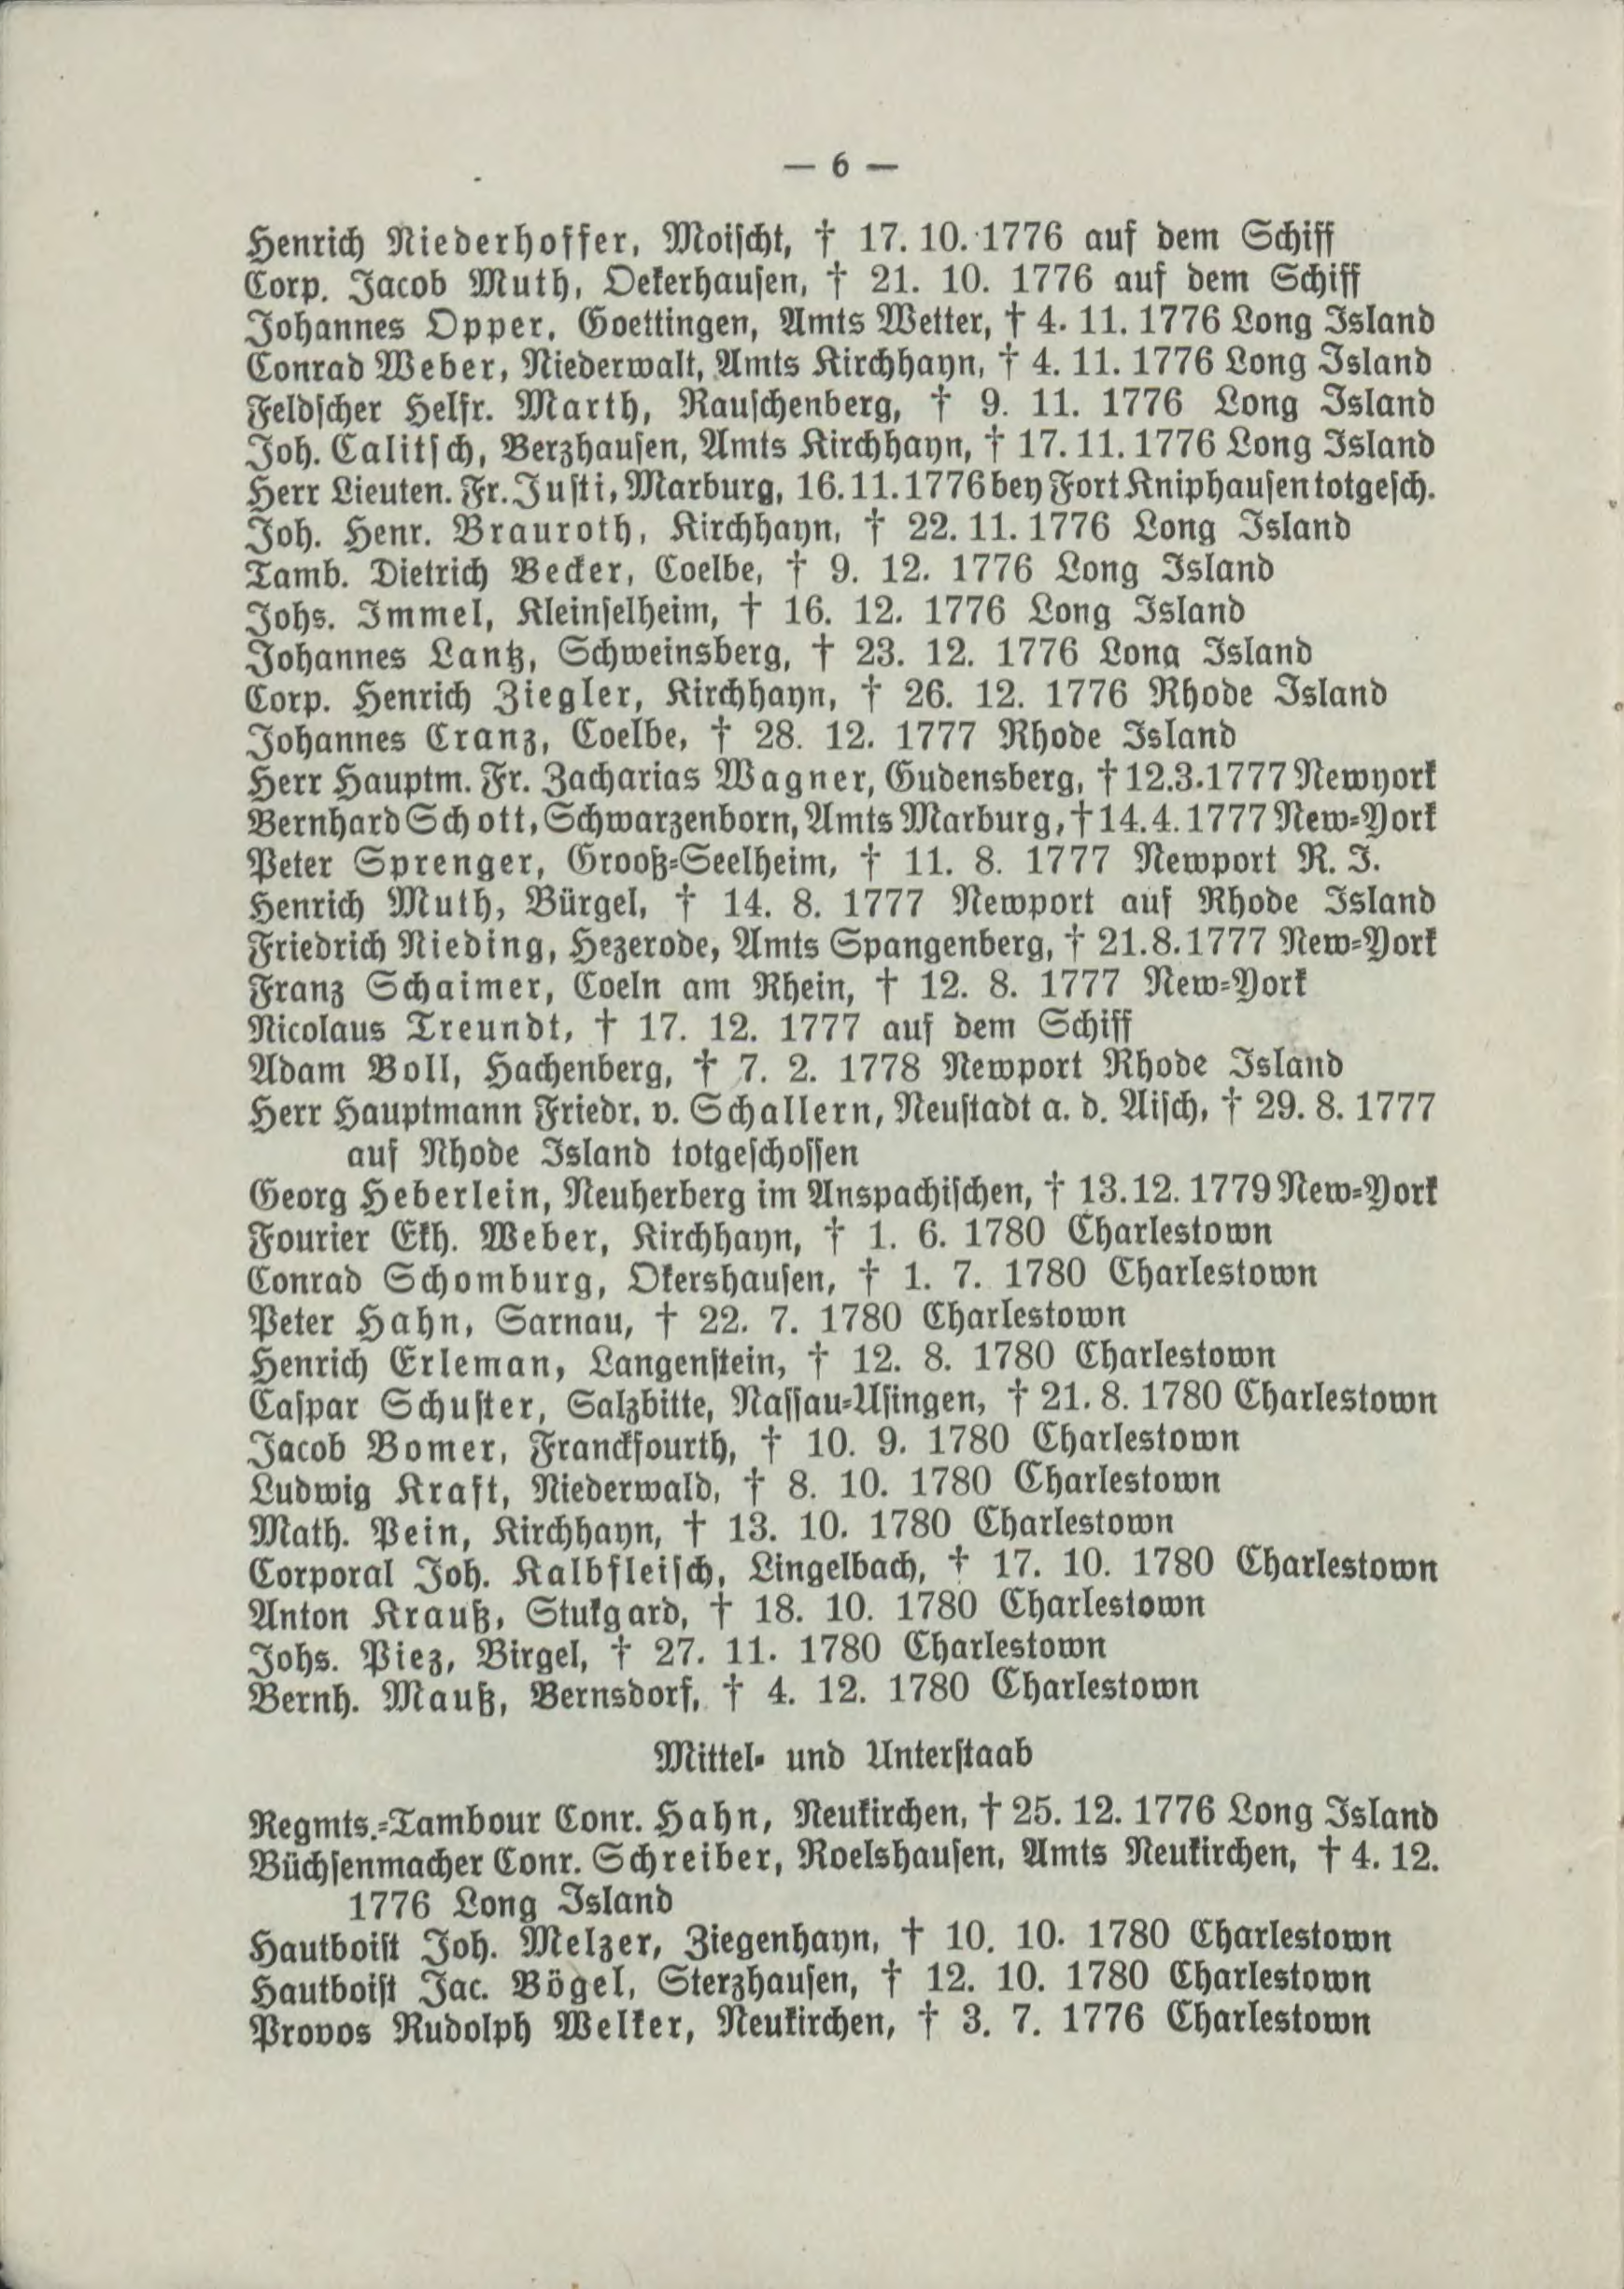 — 6 —
Henrich Niederhoffer, Moischt, † 17. 10. 1776 auf dem Schiff
Corp. Jacob Muth, Oekerhausen, † 21. 10. 1776 auf dem Schiff
Johannes Opper, Goettingen, Amts Wetter, † 4. 11. 1776 Long Island
Conrad Weber, Niederwalt, Amts Kirchhayn, † 4. 11. 1776 Long Island
Feldscher Helfr. Marth, Rauschenberg, † 9. 11. 1776 Long Island
Joh. Calitsch, Berzhausen, Amts Kirchhayn, † 17. 11. 1776 Long Island
Herr Lieuten. Fr. Justi, Marburg, 16. 11. 1776 bey Fort Kniphausen totgesch.
Joh. Henr. Brauroth, Kirchhayn, † 22. 11. 1776 Long Island
Tamb. Dietrich Becker, Coelbe, † 9. 12. 1776 Long Island
Johs. Immel, Kleinselheim, † 16. 12. 1776 Long Island
Johannes Lantz, Schweinsberg, † 23. 12. 1776 Long Island
Corp. Henrich Ziegler, Kirchhayn, † 26. 12. 1776 Rhode Island
Johannes Cranz, Coelbe, † 28. 12. 1777 Rhode Island
Herr Hauptm. Fr. Zacharias Wagner, Gudensberg, † 12. 3. 1777 Newyork
Bernhard Schott, Schwarzenborn, Amts Marburg, † 14. 4. 1777 New-York
Peter Sprenger, Grooß-Seelheim, † 11. 8. 1777 Newport R. I.
Henrich Muth, Bürgel, † 14. 8. 1777 Newport auf Rhode Island
Friedrich Nieding, Hezerode, Amts Spangenberg, † 21. 8. 1777 New-York
Franz Schaimer, Coeln am Rhein, † 12. 8. 1777 New-York
Nicolaus Treundt, † 17. 12. 1777 auf dem Schiff
Adam Boll, Hachenberg, † 7. 2. 1778 Newport Rhode Island
Herr Hauptmann Friedr. v. Schallern, Neustadt a. d. Aisch, † 29. 8. 1777
auf Rhode Island totgeschossen
Georg Heberlein, Neuherberg im Anspachischen, † 13. 12. 1779 New-York
Fourier Ekh. Weber, Kirchhayn, † 1. 6. 1780 Charlestown
Conrad Schomburg, Okershausen, † 1. 7. 1780 Charlestown
Peter Hahn, Sarnau, † 22. 7. 1780 Charlestown
Henrich Erleman, Langenstein, † 12. 8. 1780 Charlestown
Caspar Schuster, Salzbitte, Nassau-Usingen, † 21. 8. 1780 Charlestown
Jacob Bomer, Franckfourth, † 10. 9. 1780 Charlestown
Ludwig Kraft, Niederwald, † 8. 10. 1780 Charlestown
Math. Pein, Kirchhayn, † 13. 10. 1780 Charlestown
Corporal Joh. Kalbfleisch, Lingelbach, † 17. 10. 1780 Charlestown
Anton Krauß, Stukgard, † 18. 10. 1780 Charlestown
Johs. Piez, Birgel, † 27. 11. 1780 Charlestown
Bernh. Mauß, Bernsdorf, † 4. 12. 1780 Charlestown
Mittel- und Unterstaab
Regmts.-Tambour Conr. Hahn, Neukirchen, † 25. 12. 1776 Long Island
Büchsenmacher Conr. Schreiber, Roelshausen, Amts Neukirchen, † 4. 12.
1776 Long Island
Hautboist Joh. Melzer, Ziegenhayn, † 10. 10. 1780 Charlestown
Hautboist Jac. Bögel, Sterzhausen, † 12. 10. 1780 Charlestown
Provos Rudolph Welker, Neukirchen, † 3. 7. 1776 Charlestown